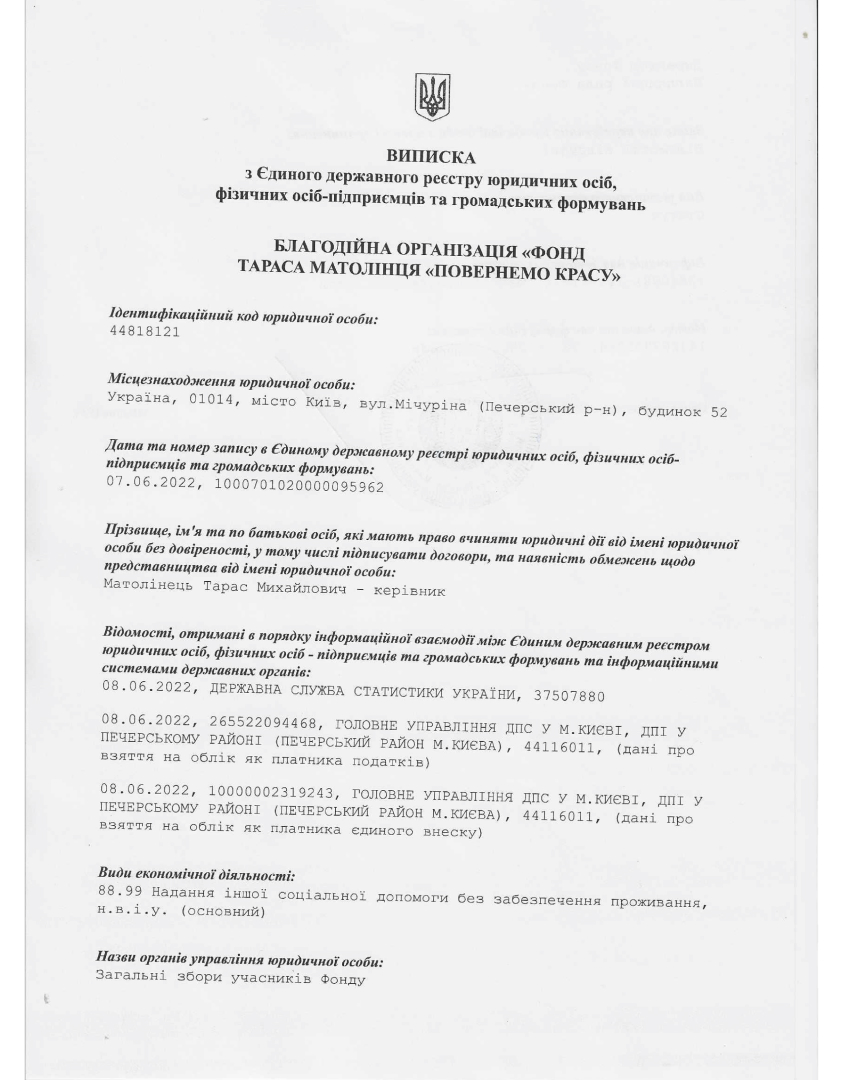 ВИПИСКА
з Єдиного державного реєстру юридичних осіб,
фізичних осіб-підприємців та громадських формувань
БЛАГОДІЙНА ОРГАНІЗАЦІЯ «ФОНД
ТАРАСА МАТОЛІНЦЯ «ПОВЕРНЕМО КРАСУ»
Ідентифікаційний код юридичної особи:
44818121
Місцезнаходження юридичної особи:
Україна, 01014, місто Київ, вул.Мічуріна (Печерський р-н), будинок 52
Дата та номер запису в Єдиному державному реєстрі юридичних осіб, фізичних осіб-
підприємців та громадських формувань:
07.06.2022, 1000701020000095962
Прізвище, ім'я та по батькові осіб, які мають право вчиняти юридичні дії від імені юридичної
особи без довіреності, у тому числі підписувати договори, та наявність обмежень щодо
представництва від імені юридичної особи:
Матолінець Тарас Михайлович - керівник
Відомості, отримані в порядку інформаційної взаємодії між Єдиним державним реєстром
юридичних осіб, фізичних осіб - підприємців та громадських формувань та інформаційними
системами державних органів:
08.06.2022, ДЕРЖАВНА СЛУЖБА СТАТИСТИКИ УКРАЇНИ, 37507880
08.06.2022, 265522094468, ГОЛОВНЕ УПРАВЛІННЯ ДПС У М.КИЄВІ, ДПІ У
ПЕЧЕРСЬКОМУ РАЙОНІ (ПЕЧЕРСЬКИЙ РАЙОН М.КИЄВА), 44116011, (дані про
взяття на облік як платника податків)
08.06.2022, 10000002319243, ГОЛОВНЕ УПРАВЛІННЯ ДПС У М.КИЄВІ, ДПІ У
ПЕЧЕРСЬКОМУ РАЙОНІ (ПЕЧЕРСЬКИЙ РАЙОН М.КИЄВА), 44116011, (дані про
взяття на облік як платника єдиного внеску)
Види економічної діяльності:
88.99 Надання іншої соціальної допомоги без забезпечення проживання,
н.в.і.у. (основний)
Назви органів управління юридичної особи:
Загальні збори учасників Фонду